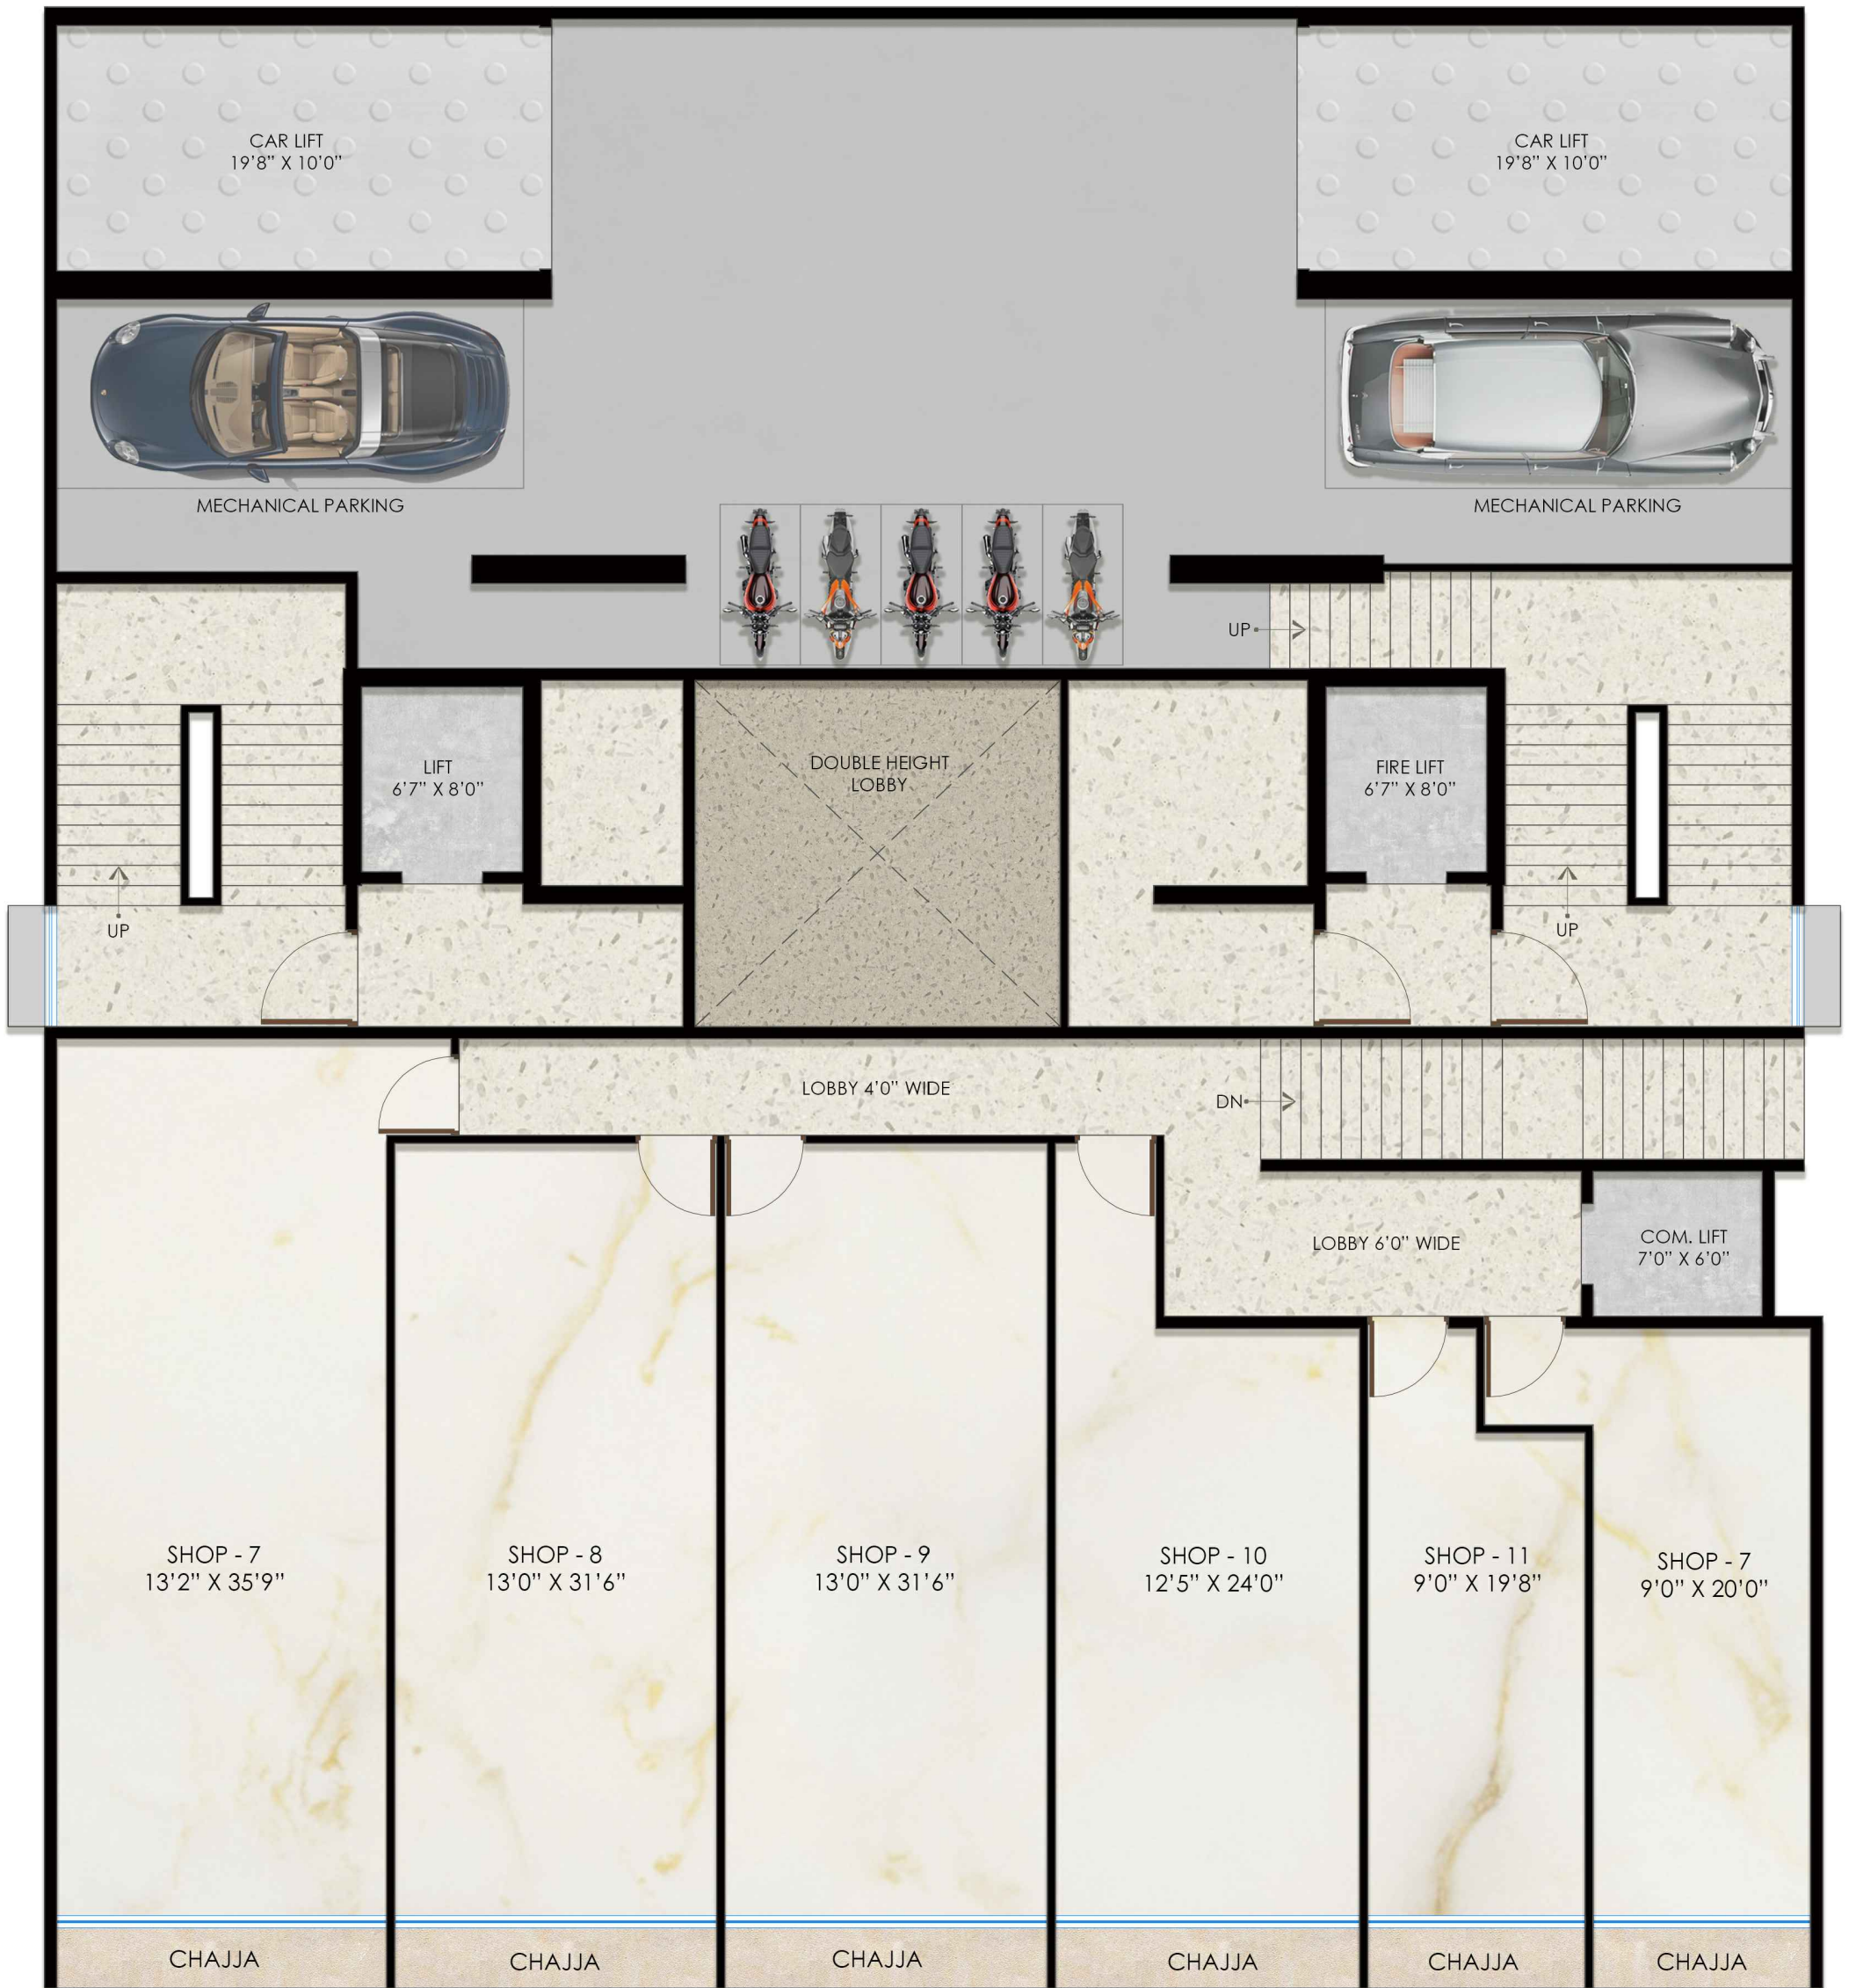 CAR LIFT
19'8" X 10'0"
CAR LIFT
19'8" X 10'0"
MECHANICAL PARKING
MECHANICAL PARKING
UP
LIFT
6'7" X 8'0"
DOUBLE HEIGHT
LOBBY
FIRE LIFT
6'7" X 8'0"
UP
UP
LOBBY 4'0" WIDE
DN
LOBBY 6'0" WIDE
COM. LIFT
7'0" X 6'0"
SHOP - 7
13'2" X 35'9"
SHOP - 8
13'0" X 31'6"
SHOP - 9
13'0" X 31'6"
SHOP - 10
12'5" X 24'0"
SHOP - 11
9'0" X 19'8"
SHOP - 7
9'0" X 20'0"
CHAJJA
CHAJJA
CHAJJA
CHAJJA
CHAJJA
CHAJJA